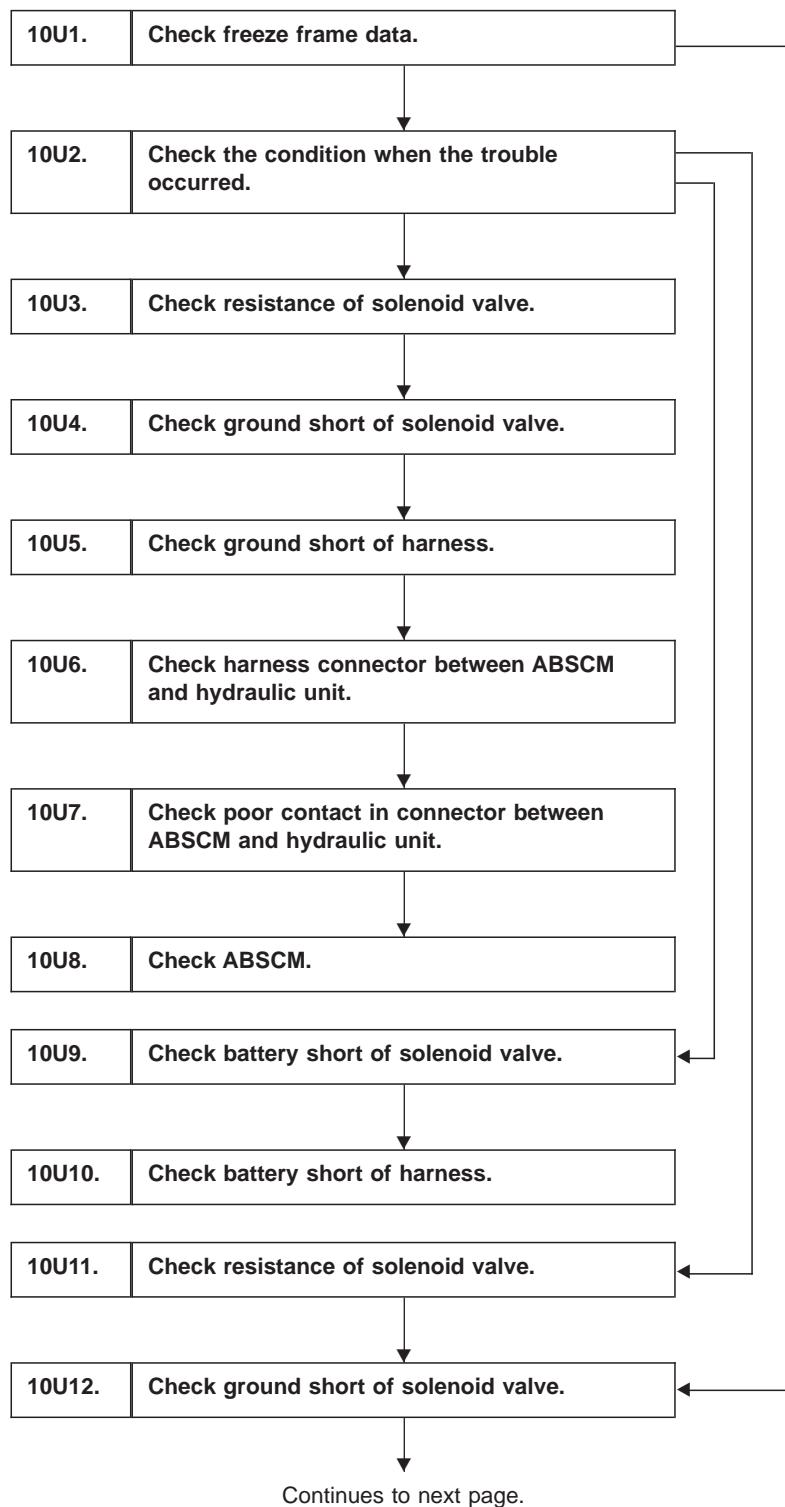 10U1. Check freeze frame data.
10U2. Check the condition when the trouble
occurred.
10U3. Check resistance of solenoid valve.
10U4. Check ground short of solenoid valve.
10U5. Check ground short of harness.
10U6. Check harness connector between ABSCM
and hydraulic unit.
10U7. Check poor contact in connector between
ABSCM and hydraulic unit.
10U8. Check ABSCM.
10U9. Check battery short of solenoid valve.
10U10. Check battery short of harness.
10U11. Check resistance of solenoid valve.
10U12. Check ground short of solenoid valve.
Continues to next page.